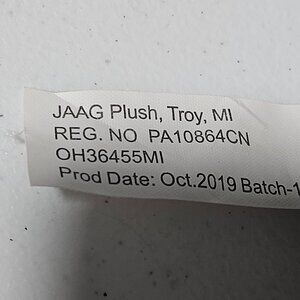 JAAG Plush, Troy, MI
REG. NO PA10864CN
OH36455MI
Prod Date: Oct.2019 Batch-1